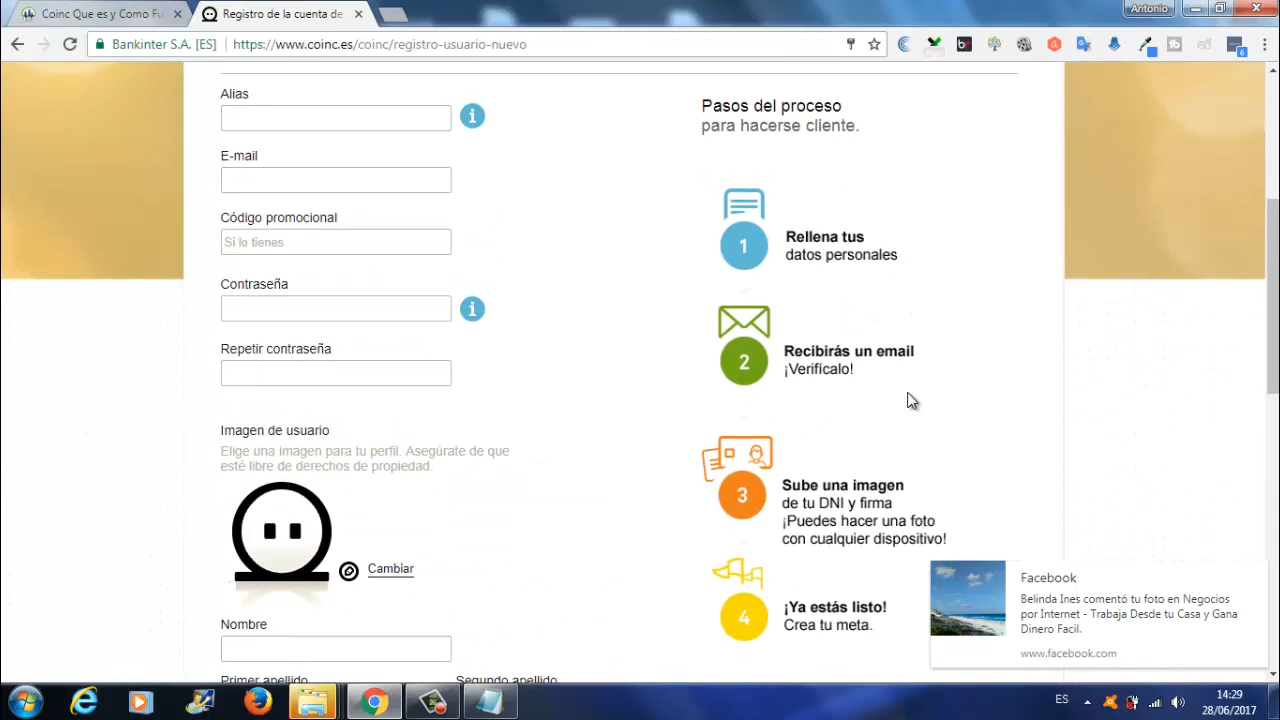 Coinc Que es y Como Fu
Registro de la cuenta de
Antonio
Bankinter S.A. [ES]
https://www.coinc.es/coinc/registro-usuario-nuevo
Alias
E-mail
Código promocional
Si lo tienes
Contraseña
Repetir contraseña
Imagen de usuario
Elige una imagen para tu perfil. Asegúrate de que
esté libre de derechos de propiedad.
Cambiar
Nombre
Primer apellido
Segundo apellido
Pasos del proceso
para hacerse cliente.
1
Rellena tus
datos personales
2
Recibirás un email
¡Verifícalo!
3
Sube una imagen
de tu DNI y firma
¡Puedes hacer una foto
con cualquier dispositivo!
4
¡Ya estás listo!
Crea tu meta.
Facebook
Belinda Ines comentó tu foto en Negocios
por Internet - Trabaja Desde tu Casa y Gana
Dinero Facil.
www.facebook.com
ES
14:29
28/06/2017